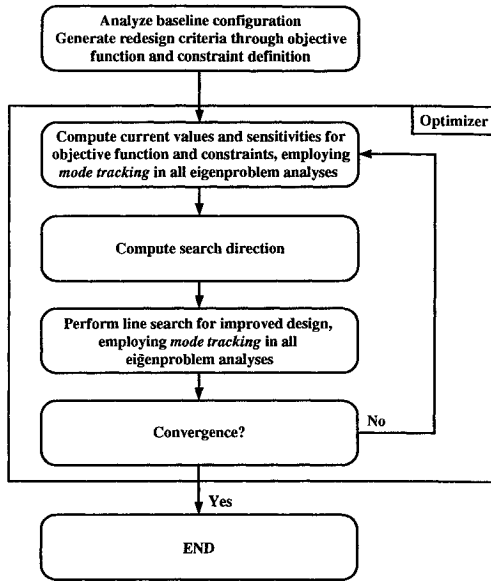 Analyze baseline configuration
Generate redesign criteria through objective
function and constraint definition
Optimizer
Compute current values and sensitivities for
objective function and constraints, employing
mode tracking in all eigenproblem analyses
Compute search direction
Perform line search for improved design,
employing mode tracking in all
eigenproblem analyses
Convergence?
No
Yes
END